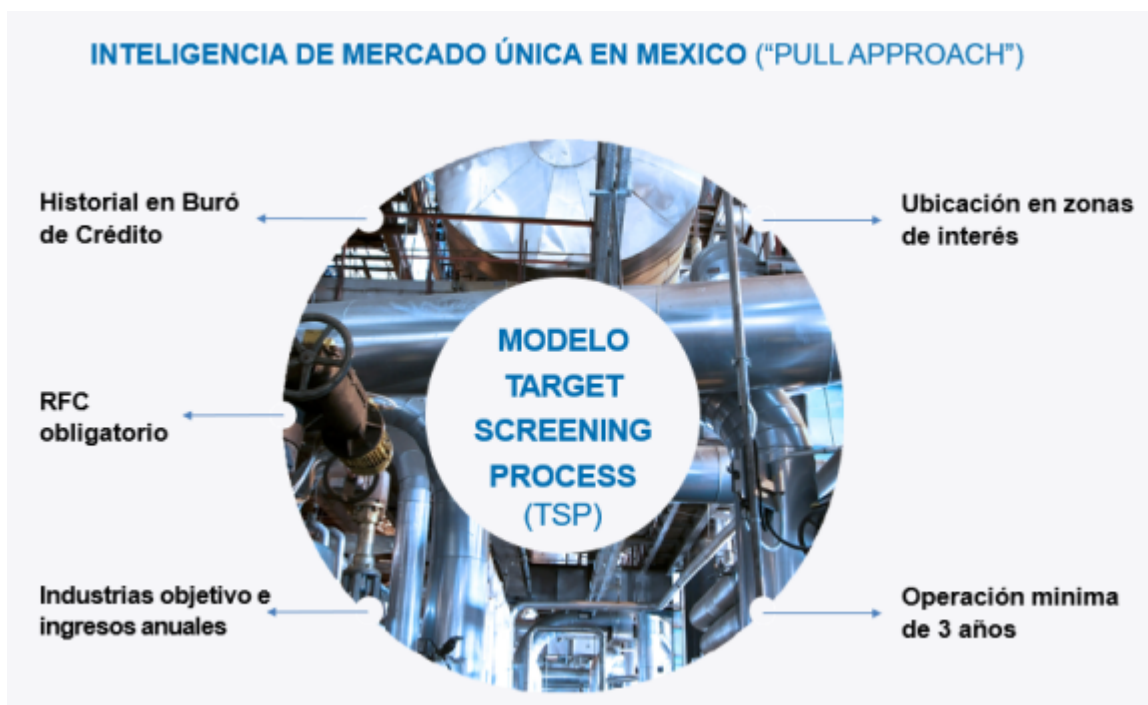 INTELIGENCIA DE MERCADO ÚNICA EN MEXICO (“PULL APPROACH”)
Historial en Buró
de Crédito
Ubicación en zonas
de interés
MODELO
TARGET
SCREENING
PROCESS
(TSP)
RFC
obligatorio
Industrias objetivo e
ingresos anuales
Operación minima
de 3 años